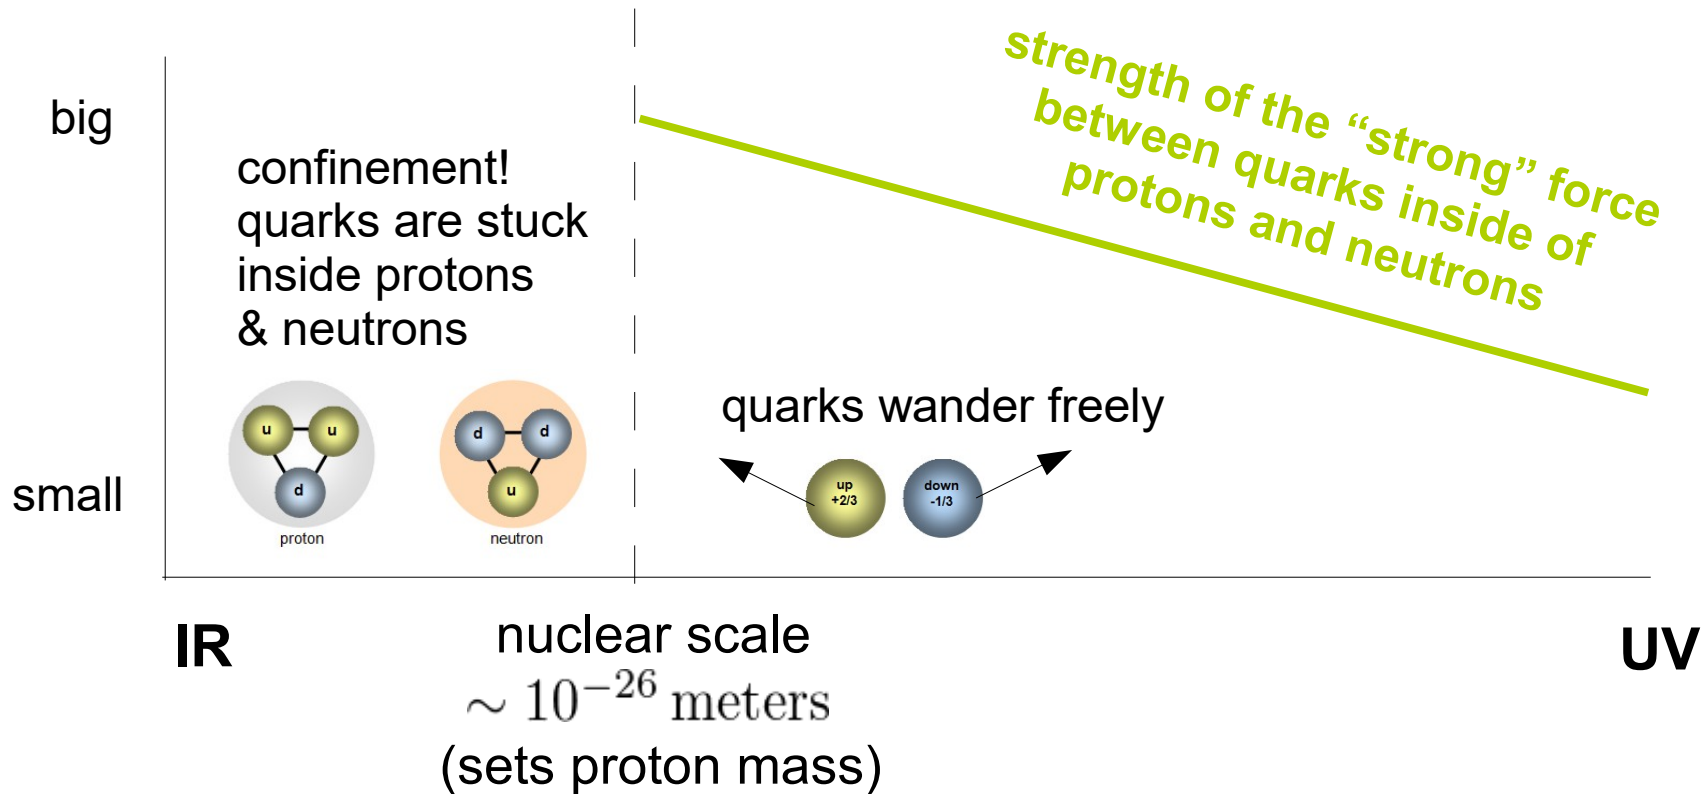 big
small
confinement!
quarks are stuck
inside protons
& neutrons
u
u
d
proton
d
d
u
neutron
strength of the “strong” force
between quarks inside of
protons and neutrons
quarks wander freely
up
+2/3
down
-1/3
IR
nuclear scale
∼ 10⁻²⁶ meters
(sets proton mass)
UV